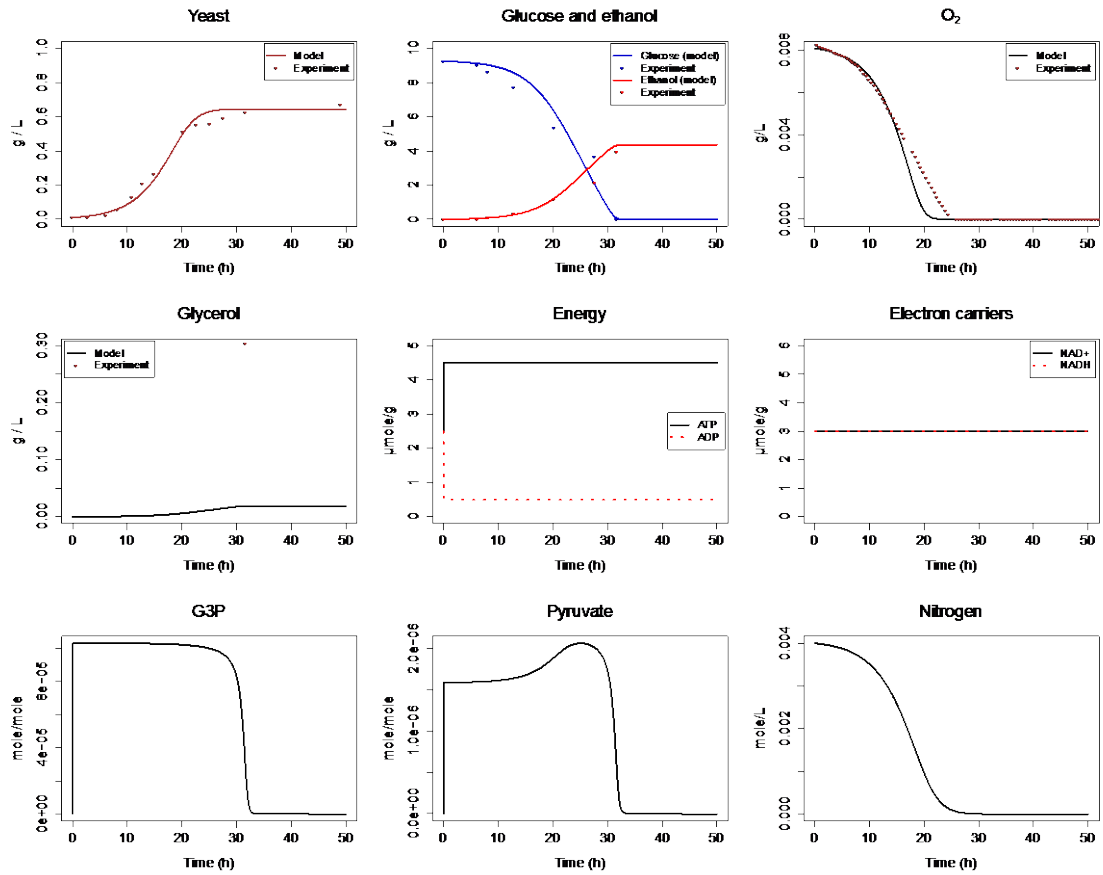 Yeast
g / L
0.0 0.2 0.4 0.6 0.8 1.0
Model
Experiment
0 10 20 30 40 50
Time (h)
Glucose and ethanol
g / L
0 2 4 6 8 10
Glucose (model)
Experiment
Ethanol (model)
Experiment
0 10 20 30 40 50
Time (h)
O₂
g/L
0.000 0.004 0.008
Model
Experiment
0 10 20 30 40 50
Time (h)
Glycerol
g / L
0.00 0.10 0.20 0.30
Model
Experiment
0 10 20 30 40 50
Time (h)
Energy
µmole/g
0 1 2 3 4 5
ATP
ADP
0 10 20 30 40 50
Time (h)
Electron carriers
µmole/g
0 1 2 3 4 5 6
NAD+
NADH
0 10 20 30 40 50
Time (h)
G3P
mole/mole
0e+00 4e-05 8e-05
0 10 20 30 40 50
Time (h)
Pyruvate
mole/mole
0.0e+00 1.0e-06 2.0e-06
0 10 20 30 40 50
Time (h)
Nitrogen
mole/L
0.000 0.002 0.004
0 10 20 30 40 50
Time (h)